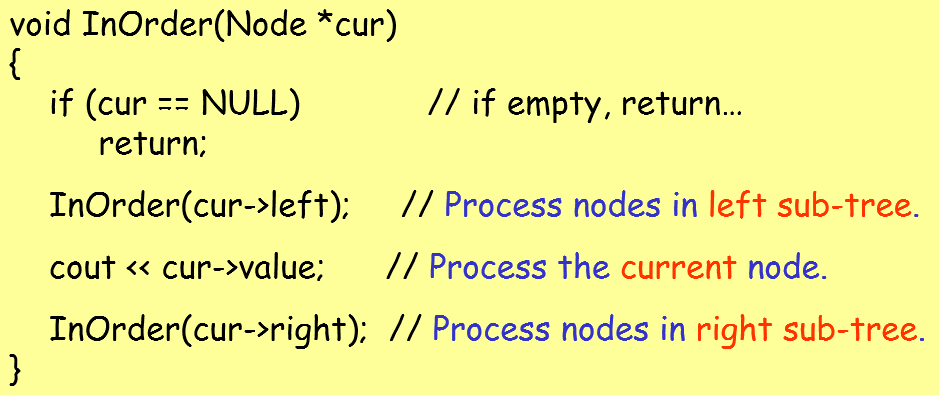 void InOrder(Node *cur)
{
if (cur == NULL) // if empty, return…
return;
InOrder(cur->left); // Process nodes in left sub-tree.
cout << cur->value; // Process the current node.
InOrder(cur->right); // Process nodes in right sub-tree.
}